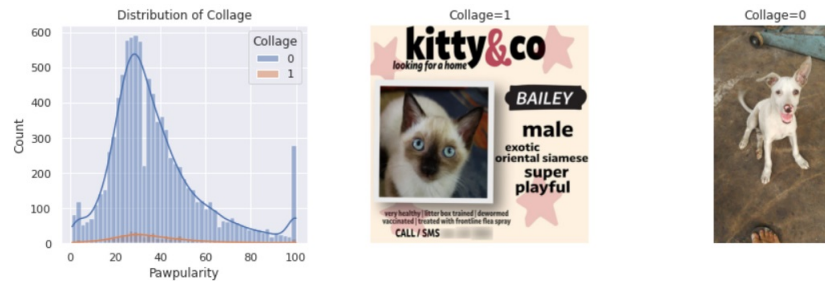 Distribution of Collage
600
500
400
300
200
100
0
Count
0
20
40
60
80
100
Pawpularity
Collage
0
1
Collage=1
kitty&co
looking for a home
BAILEY
male
exotic
oriental siamese
super
playful
very healthy | litter box trained | dewormed
vaccinated | treated with frontline flea spray
CALL / SMS
Collage=0